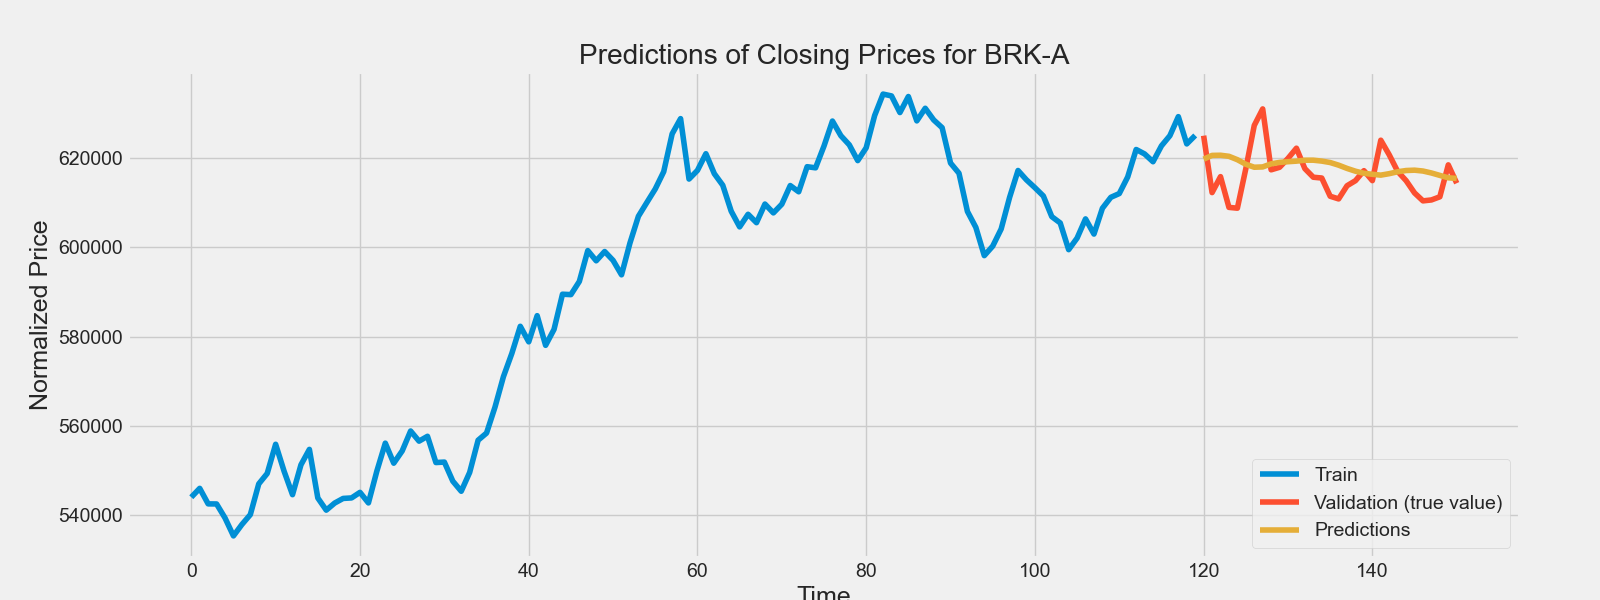 Predictions of Closing Prices for BRK-A
Normalized Price
620000
600000
580000
560000
540000
Train
Validation (true value)
Predictions
0 20 40 60 80 100 120 140
Time